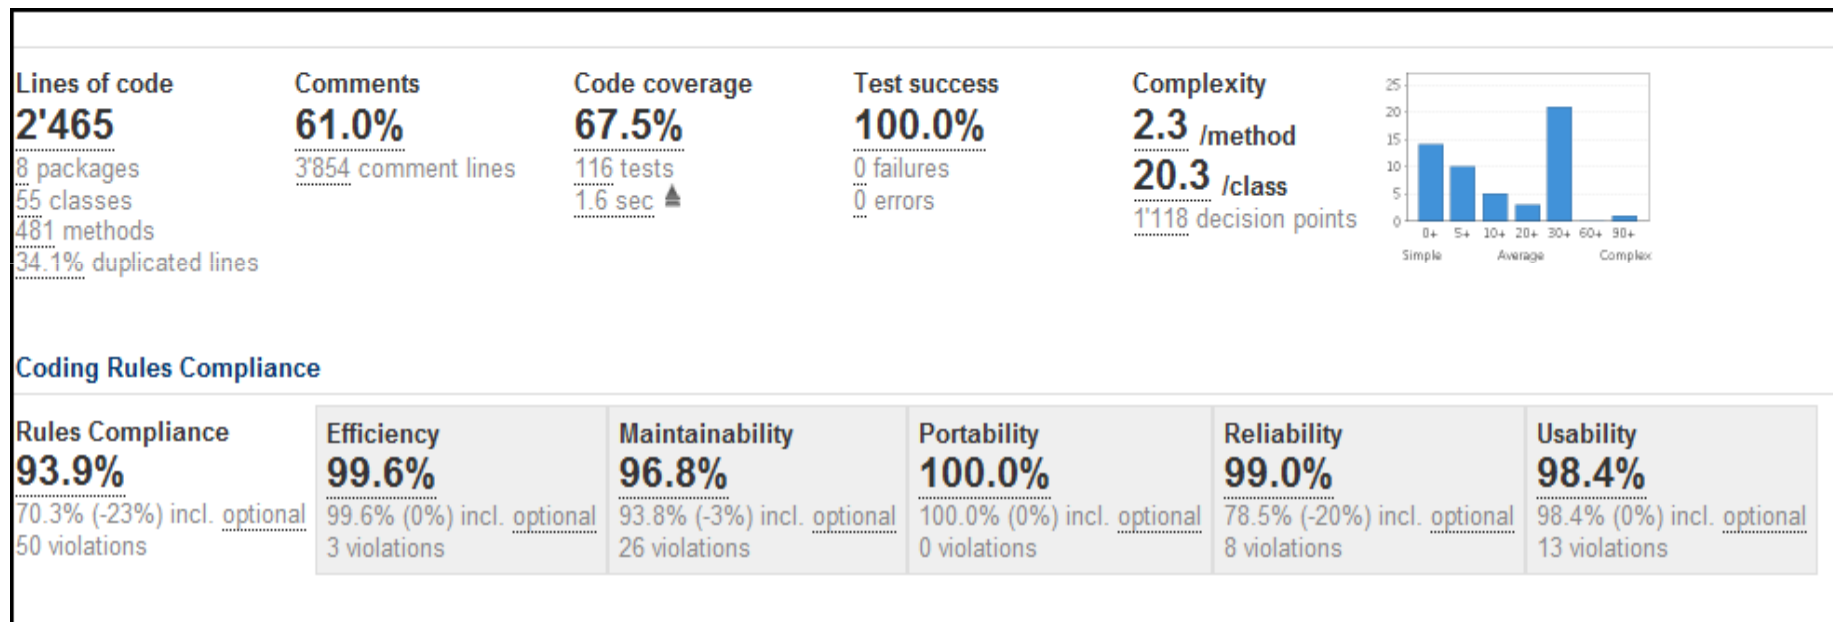 Lines of code
2'465
8 packages
55 classes
481 methods
34.1% duplicated lines
Comments
61.0%
3'854 comment lines
Code coverage
67.5%
116 tests
1.6 sec
Test success
100.0%
0 failures
0 errors
Complexity
2.3 /method
20.3 /class
1'118 decision points
25
20
15
10
5
0
0+ 5+ 10+ 20+ 30+ 60+ 90+
Simple Average Complex
Coding Rules Compliance
Rules Compliance
93.9%
70.3% (-23%) incl. optional
50 violations
Efficiency
99.6%
99.6% (0%) incl. optional
3 violations
Maintainability
96.8%
93.8% (-3%) incl. optional
26 violations
Portability
100.0%
100.0% (0%) incl. optional
0 violations
Reliability
99.0%
78.5% (-20%) incl. optional
8 violations
Usability
98.4%
98.4% (0%) incl. optional
13 violations